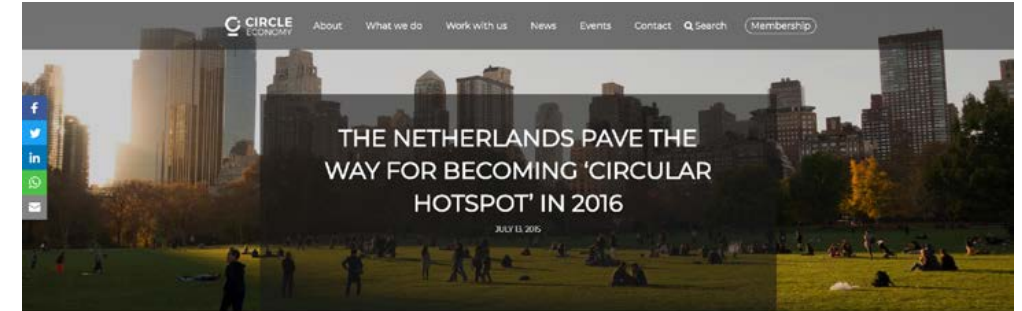 CIRCLE
ECONOMY
About What we do Work with us News Events Contact Search Membership
f
in
THE NETHERLANDS PAVE THE
WAY FOR BECOMING ‘CIRCULAR
HOTSPOT’ IN 2016
JULY 13, 2015